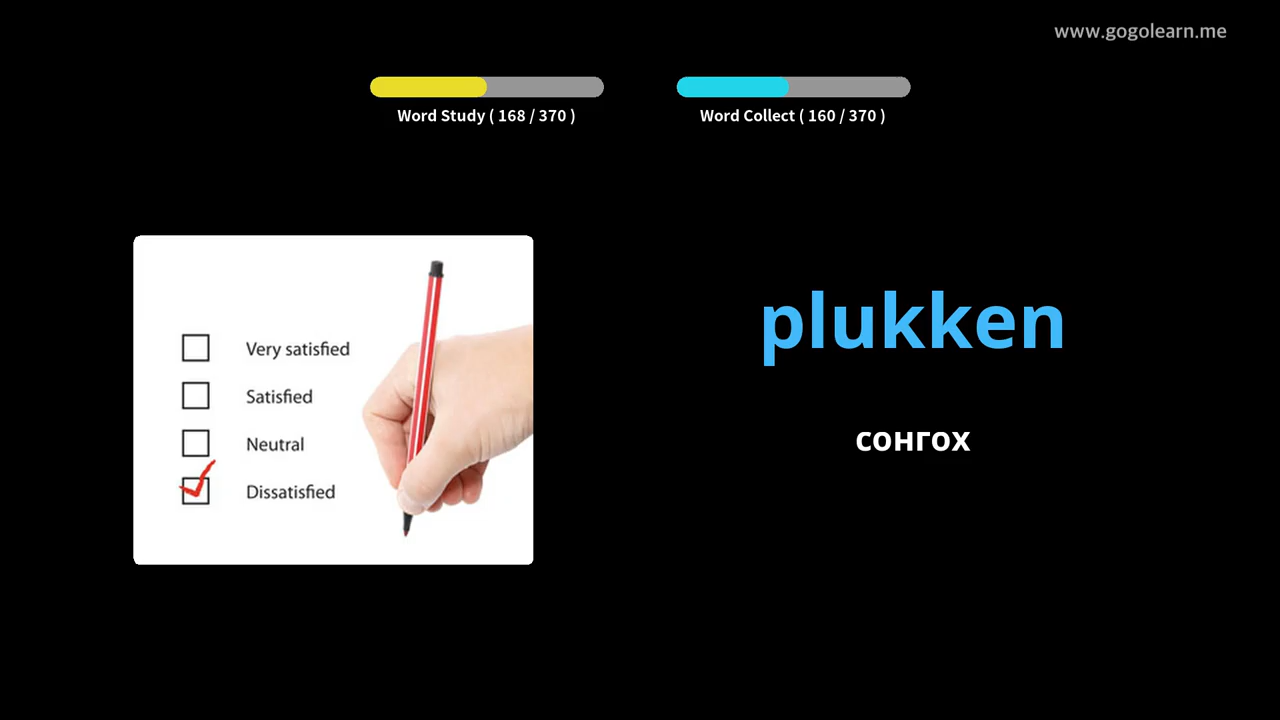 www.gogolearn.me
Word Study ( 168 / 370 )
Word Collect ( 160 / 370 )
Very satisfied
Satisfied
Neutral
Dissatisfied
plukken
сонгох